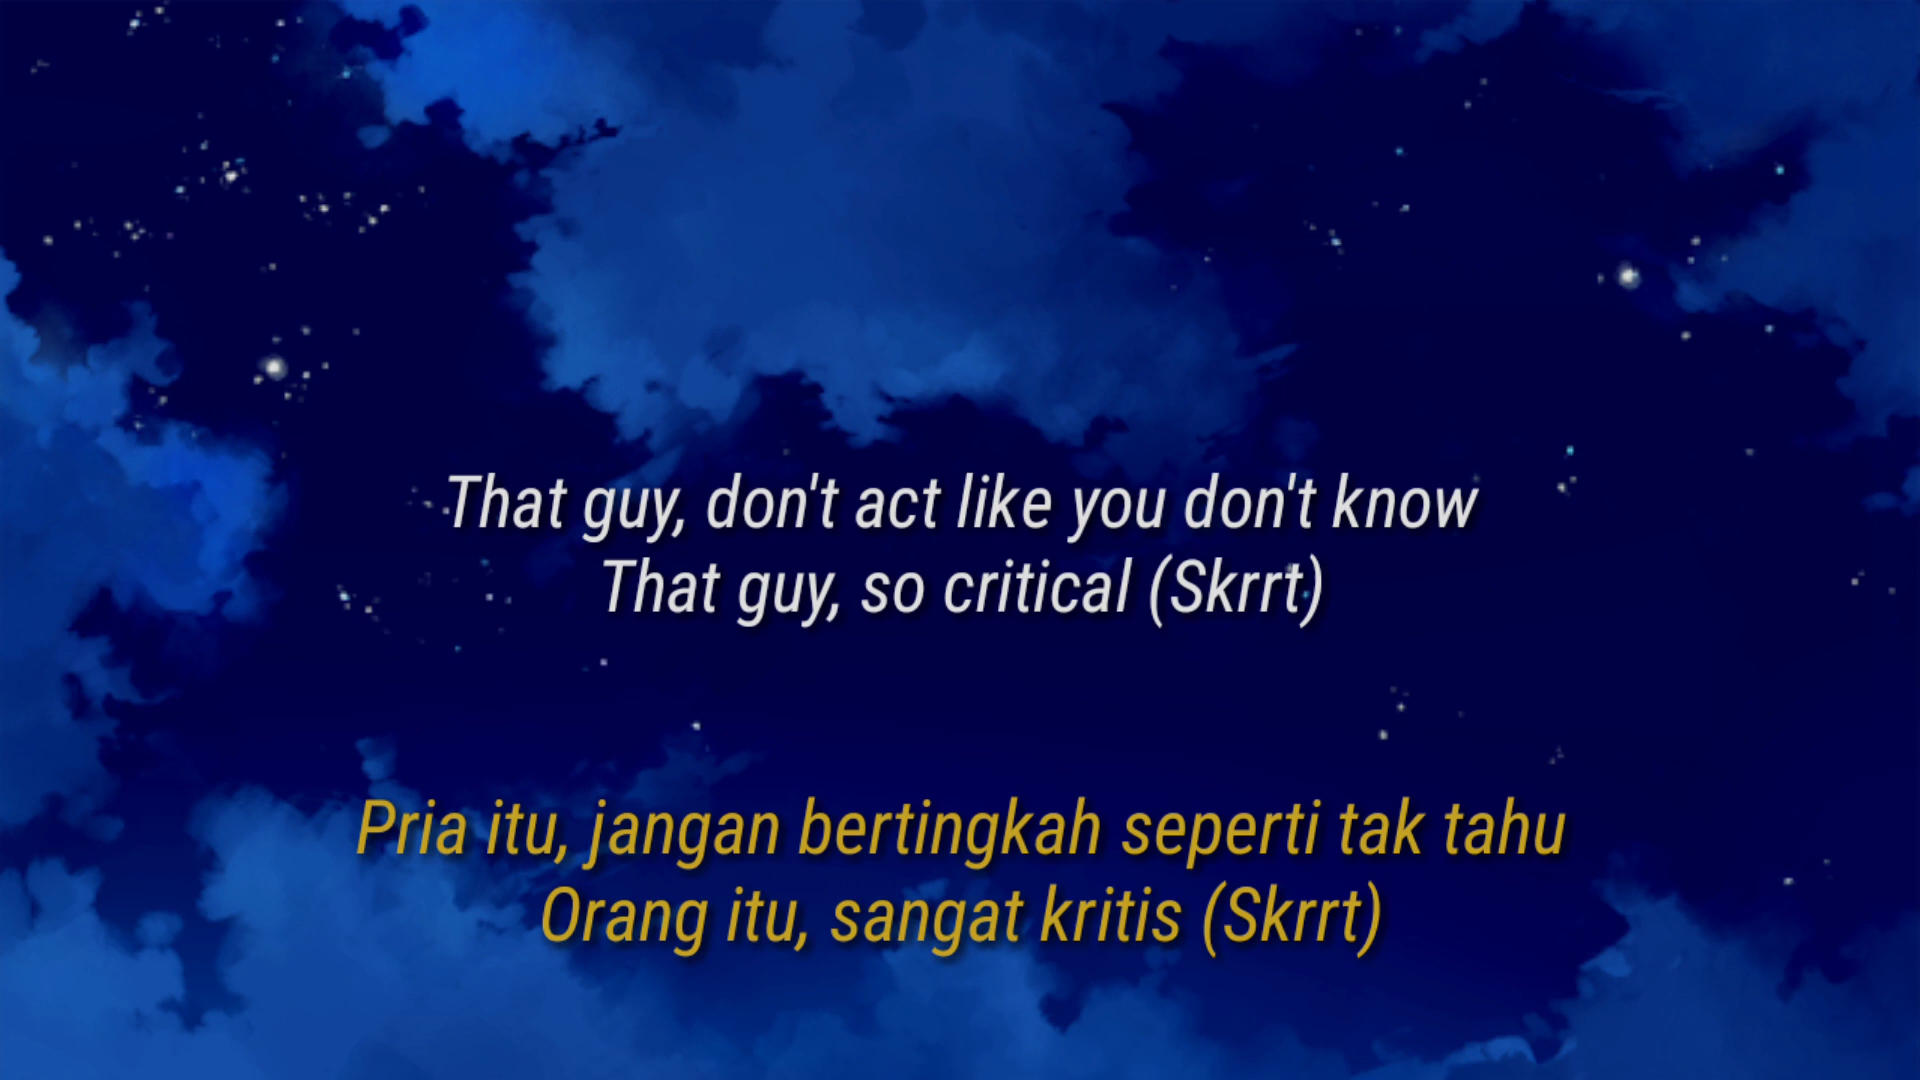 That guy, don't act like you don't know
That guy, so critical (Skrrt)
Pria itu, jangan bertingkah seperti tak tahu
Orang itu, sangat kritis (Skrrt)